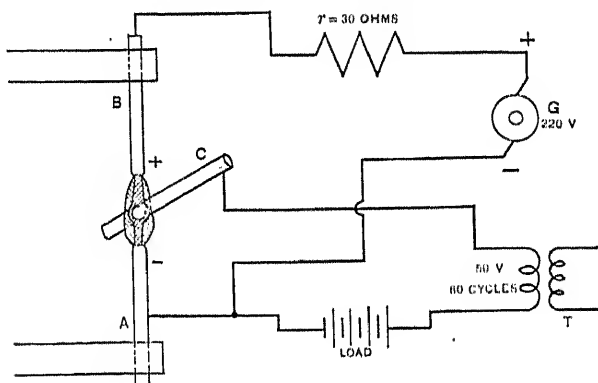 r = 30 OHMS
+
B
G
220 V
C
+
−
−
50 V
60 CYCLES
A
T
LOAD